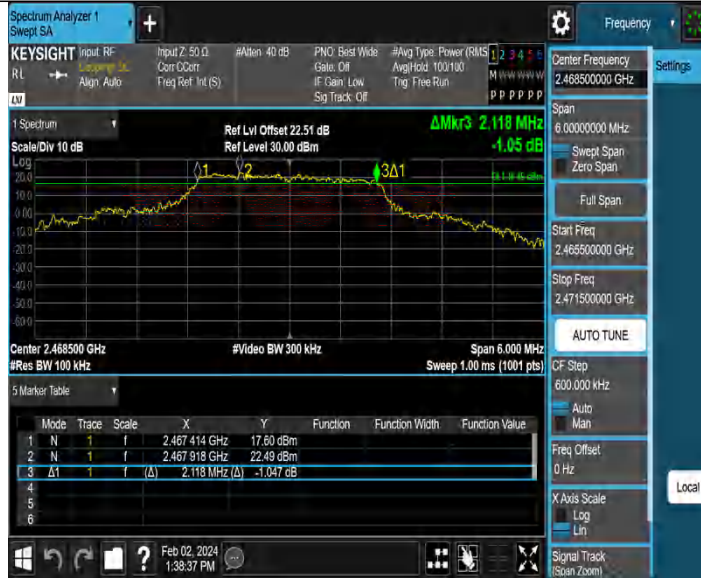 Spectrum Analyzer 1
Swept SA
+
Frequency
KEYSIGHT
RL
Input: RF
Align: Auto
Input Z: 50 Ω
Corr CCorr
Freq Ref: Int (S)
#Atten: 40 dB
PNO: Best Wide
Gate: Off
IF Gain: Low
Sig Track: Off
#Avg Type: Power (RMS
Avg|Hold: 100/100
Trig: Free Run
1 2 3 4 5 6
M W W W W W
P P P P P P
LXI
1 Spectrum
Scale/Div 10 dB
Ref Lvl Offset 22.51 dB
Ref Level 30.00 dBm
ΔMkr3 2.118 MHz
-1.05 dB
Log
20.0
10.0
0.00
-10.0
-20.0
-30.0
-40.0
-50.0
-60.0
1
2
3Δ1
Center 2.468500 GHz
#Video BW 300 kHz
Span 6.000 MHz
#Res BW 100 kHz
Sweep 1.00 ms (1001 pts)
5 Marker Table
Mode Trace Scale X Y Function Function Width Function Value
1 N 1 f 2.467 414 GHz 17.60 dBm
2 N 1 f 2.467 918 GHz 22.49 dBm
3 Δ1 1 f (Δ) 2.118 MHz (Δ) -1.047 dB
4
5
6
?
Feb 02, 2024
1:38:37 PM
Center Frequency
2.468500000 GHz
Settings
Span
6.00000000 MHz
Swept Span
Zero Span
Full Span
Start Freq
2.465500000 GHz
Stop Freq
2.471500000 GHz
AUTO TUNE
CF Step
600.000 kHz
Auto
Man
Freq Offset
0 Hz
X Axis Scale
Log
Lin
Local
Signal Track
(Span Zoom)